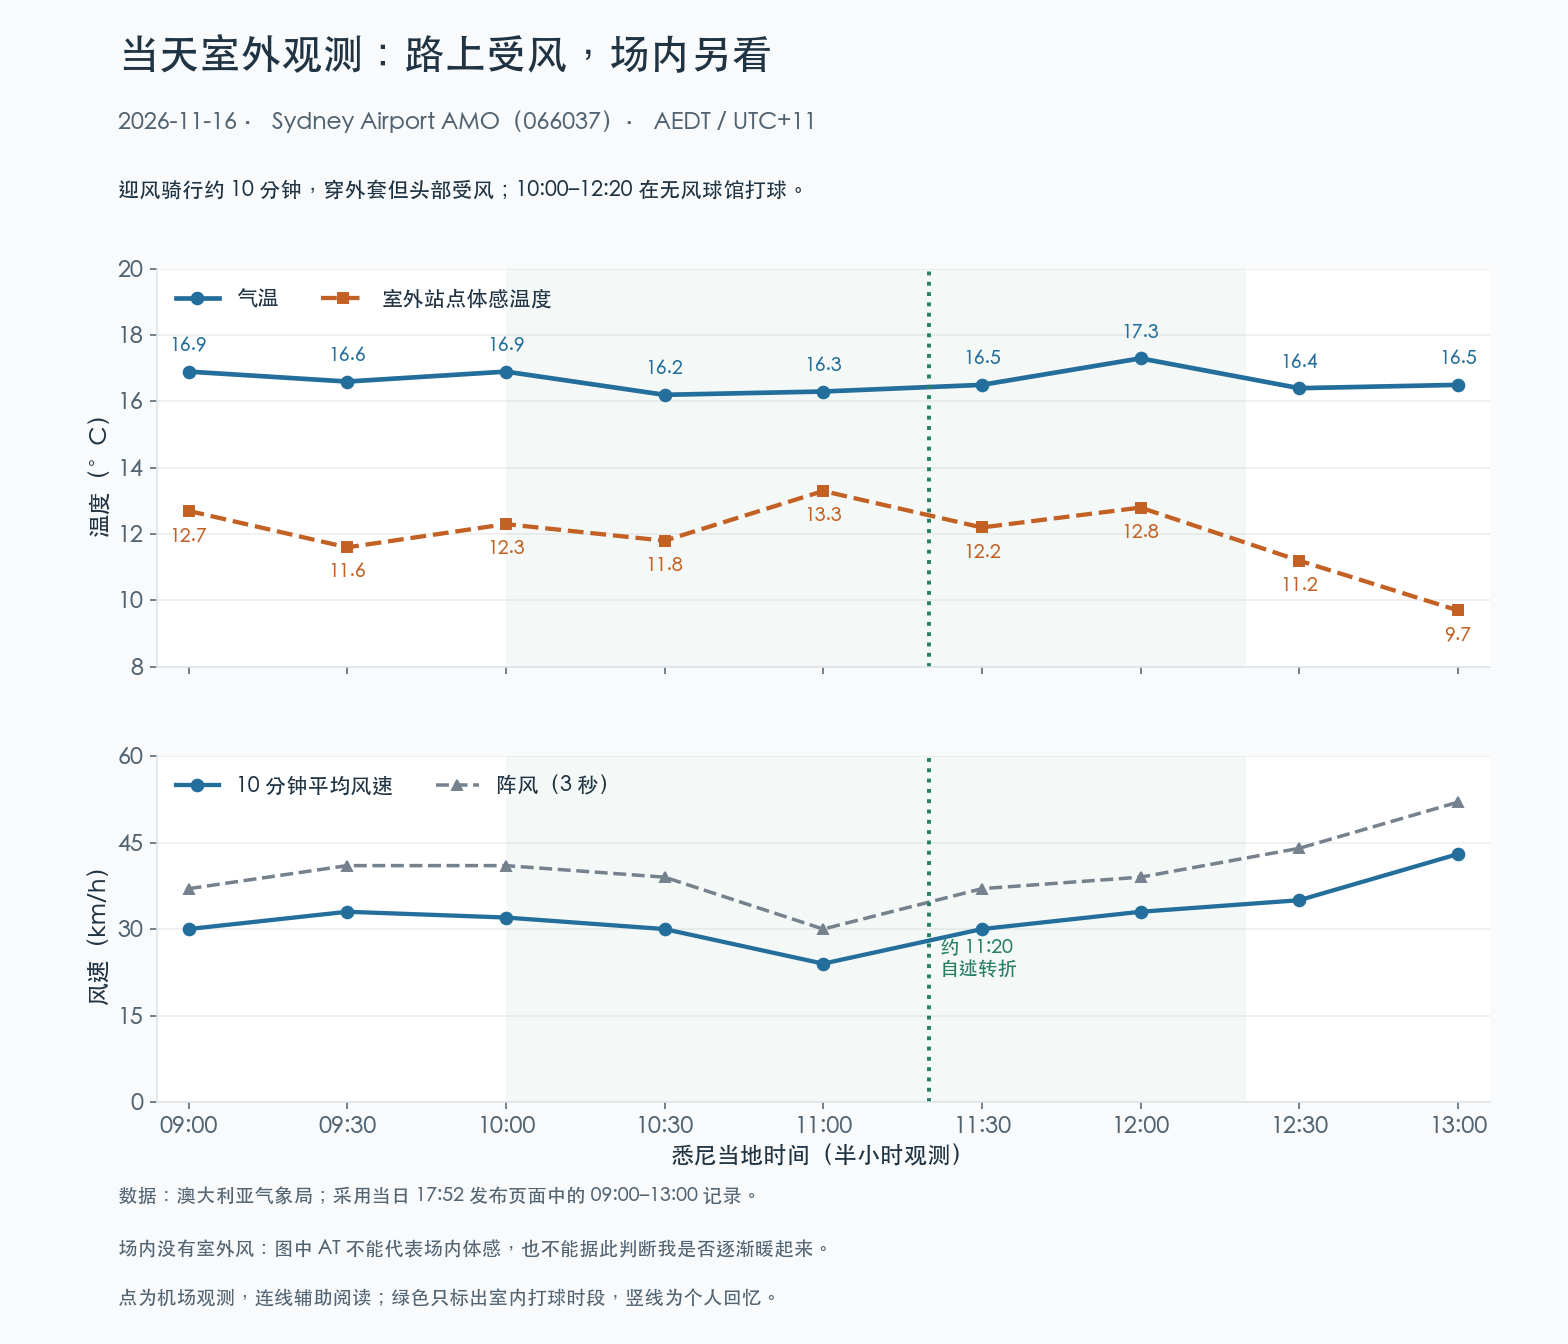 当天室外观测：路上受风，场内另看
2026-11-16 · Sydney Airport AMO（066037）· AEDT / UTC+11
迎风骑行约 10 分钟，穿外套但头部受风；10:00–12:20 在无风球馆打球。
气温 室外站点体感温度
温度（°C）
20
18
16
14
12
10
8
16.9 16.6 16.9 16.2 16.3 16.5 17.3 16.4 16.5
12.7 11.6 12.3 11.8 13.3 12.2 12.8 11.2 9.7
10 分钟平均风速 阵风（3 秒）
风速（km/h）
60
45
30
15
0
约 11:20
自述转折
09:00 09:30 10:00 10:30 11:00 11:30 12:00 12:30 13:00
悉尼当地时间（半小时观测）
数据：澳大利亚气象局；采用当日 17:52 发布页面中的 09:00–13:00 记录。
场内没有室外风：图中 AT 不能代表场内体感，也不能据此判断我是否逐渐暖起来。
点为机场观测，连线辅助阅读；绿色只标出室内打球时段，竖线为个人回忆。